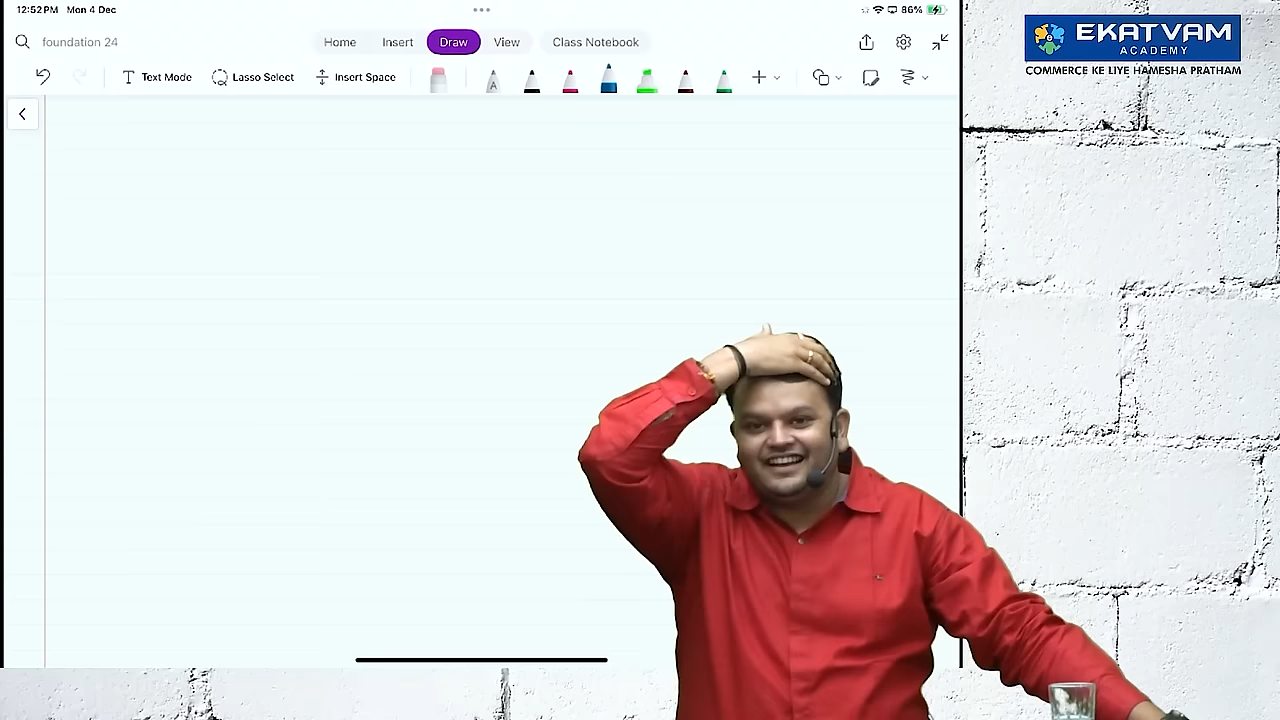 12:52 PM Mon 4 Dec
86%
foundation 24
Home Insert Draw View Class Notebook
Text Mode Lasso Select Insert Space
A
EKATVAM
ACADEMY
COMMERCE KE LIYE HAMESHA PRATHAM